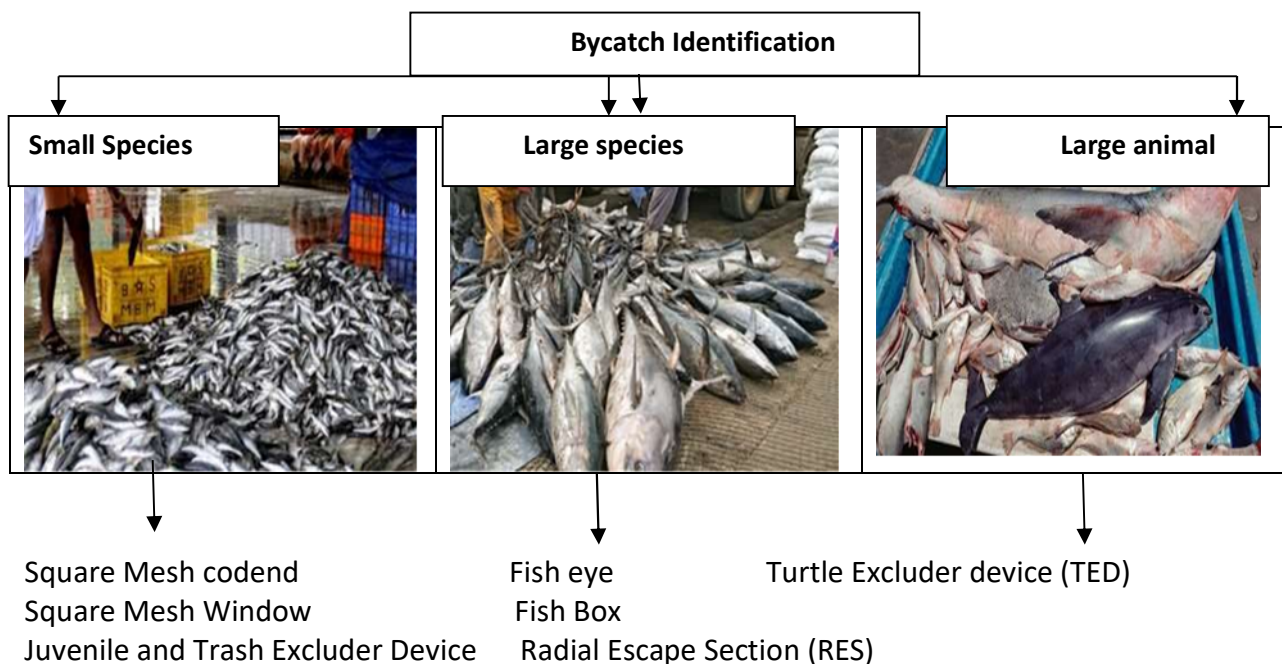 Bycatch Identification
Small Species
Large species
Large animal
B☆S
MBM
Square Mesh codend Fish eye Turtle Excluder device (TED)
Square Mesh Window Fish Box
Juvenile and Trash Excluder Device Radial Escape Section (RES)